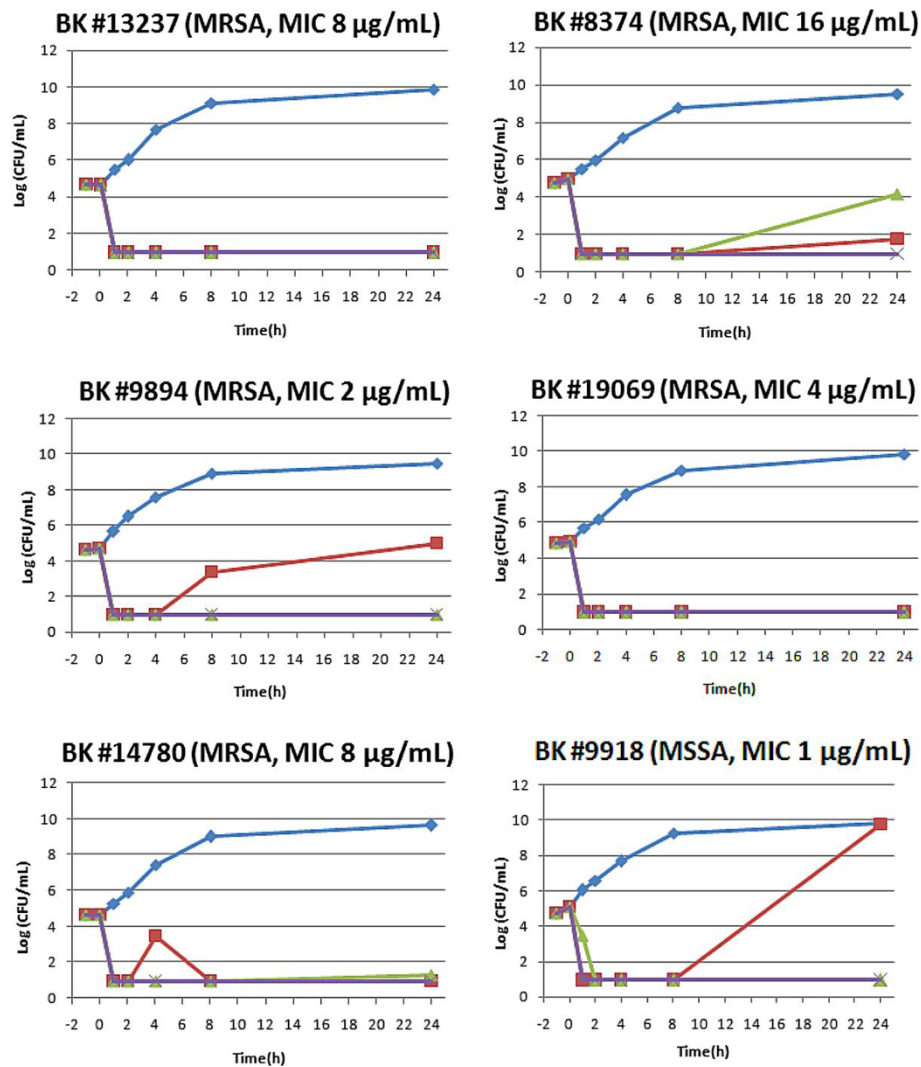 BK #13237 (MRSA, MIC 8 µg/mL)
12
10
8
6
4
2
0
Log (CFU/mL)
-2 0 2 4 6 8 10 12 14 16 18 20 22 24
Time(h)
BK #8374 (MRSA, MIC 16 µg/mL)
12
10
8
6
4
2
0
Log (CFU/mL)
-2 0 2 4 6 8 10 12 14 16 18 20 22 24
Time(h)
BK #9894 (MRSA, MIC 2 µg/mL)
12
10
8
6
4
2
0
Log (CFU/mL)
-2 0 2 4 6 8 10 12 14 16 18 20 22 24
Time(h)
BK #19069 (MRSA, MIC 4 µg/mL)
12
10
8
6
4
2
0
Log (CFU/mL)
-2 0 2 4 6 8 10 12 14 16 18 20 22 24
Time(h)
BK #14780 (MRSA, MIC 8 µg/mL)
12
10
8
6
4
2
0
Log (CFU/mL)
-2 0 2 4 6 8 10 12 14 16 18 20 22 24
Time(h)
BK #9918 (MSSA, MIC 1 µg/mL)
12
10
8
6
4
2
0
Log (CFU/mL)
-2 0 2 4 6 8 10 12 14 16 18 20 22 24
Time(h)